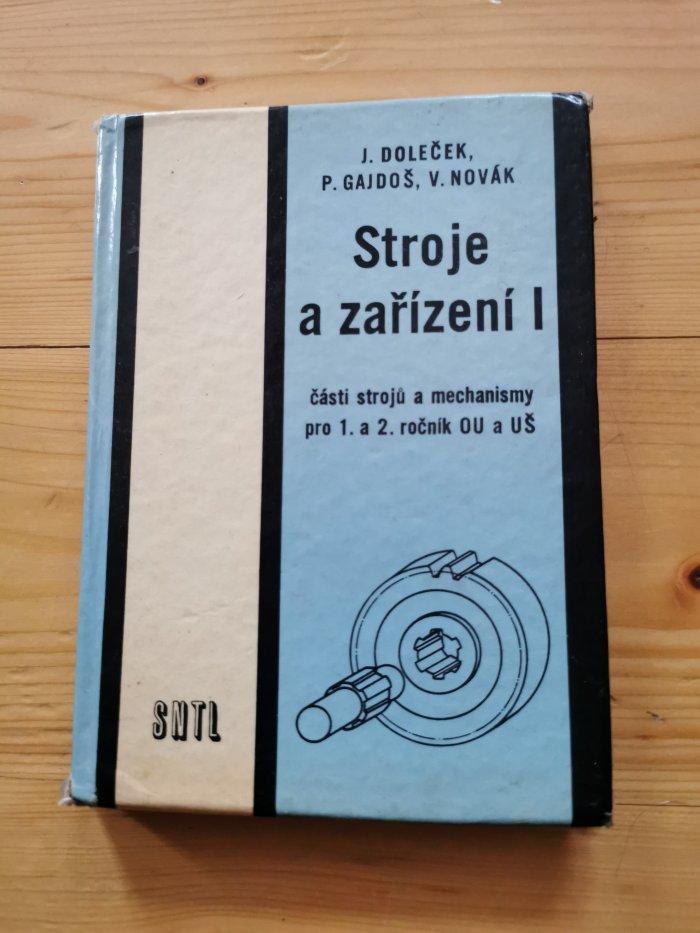 J. DOLEČEK,
P. GAJDOŠ, V. NOVÁK
Stroje
a zařízení I
části strojů a mechanismy
pro 1. a 2. ročník OU a UŠ
SNTL